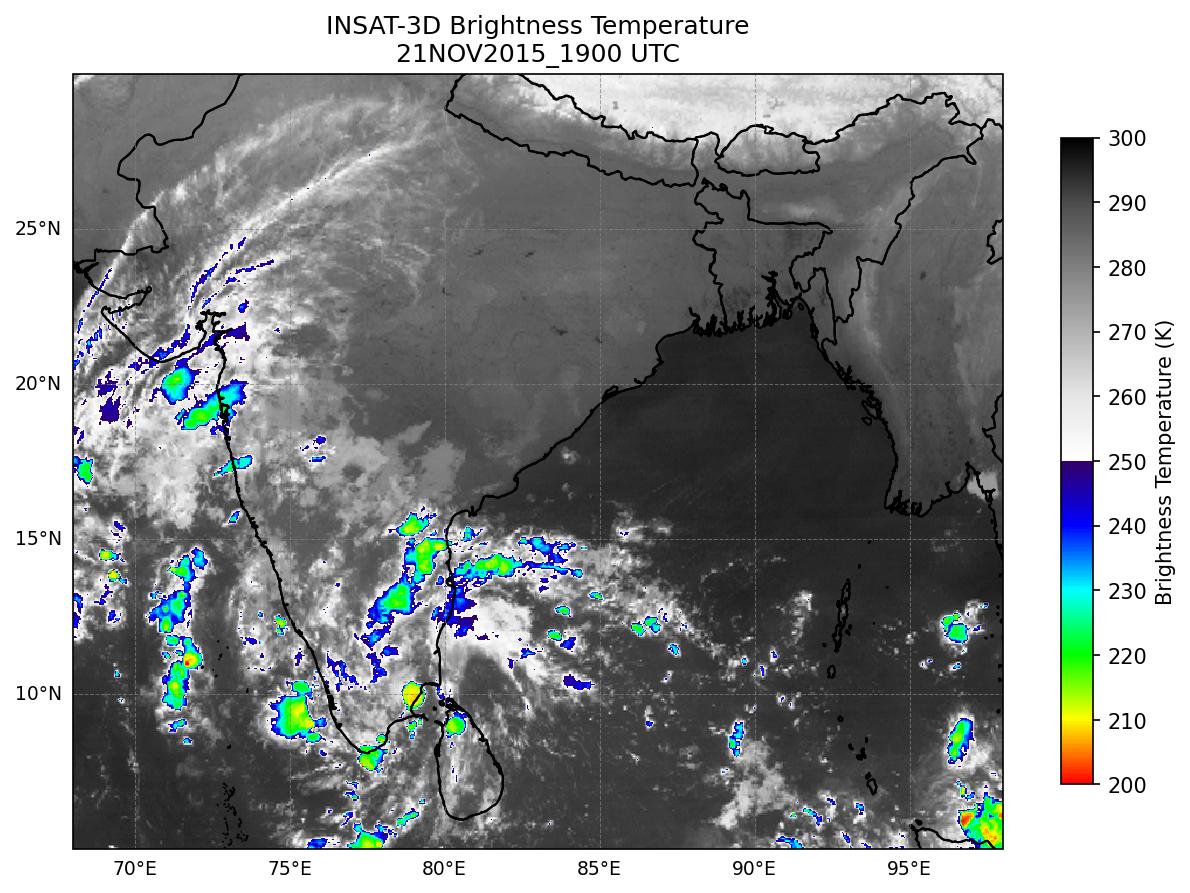 INSAT-3D Brightness Temperature
21NOV2015_1900 UTC
25°N
20°N
15°N
10°N
70°E
75°E
80°E
85°E
90°E
95°E
300
290
280
270
260
250
240
230
220
210
200
Brightness Temperature (K)